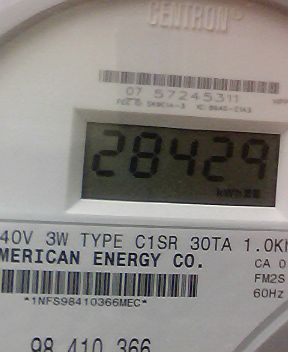 CENTRON®
07 57245311
28429
kWh
40V 3W TYPE C1SR 30TA 1.0K
MERICAN ENERGY CO.
CA 0
FM2S
60Hz
*1NFS98410366MEC*
98 410 366